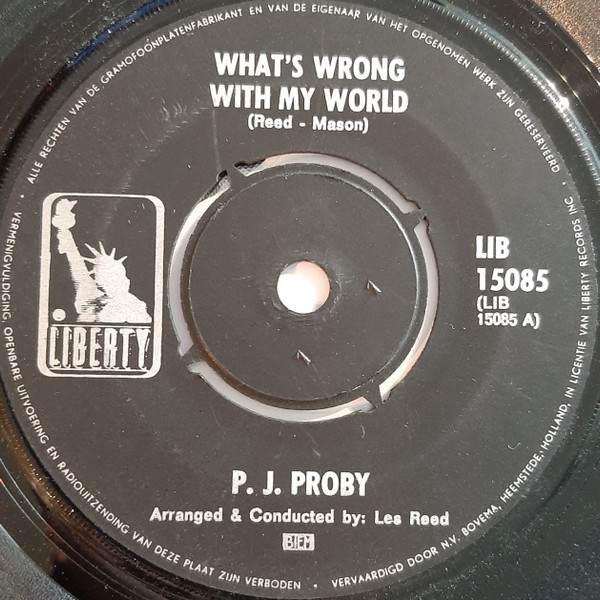 ALLE RECHTEN VAN DE GRAMOFOONPLATENFABRIKANT EN VAN DE EIGENAAR VAN HET OPGENOMEN WERK ZIJN GERESERVEERD
WHAT'S WRONG
WITH MY WORLD
(Reed - Mason)
LIBERTY
LIB
15085
(LIB
15085 A)
P. J. PROBY
Arranged & Conducted by: Les Reed
BIEM
VERMENIGVULDIGING, OPENBARE UITVOERING EN RADIOUITZENDING VAN DEZE PLAAT ZIJN VERBODEN •
VERVAARDIGD DOOR N.V. BOVEMA, HEEMSTEDE, HOLLAND, IN LICENTIE VAN LIBERTY RECORDS INC